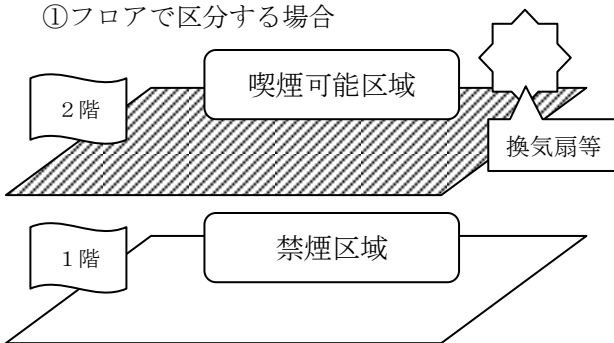 ①フロアで区分する場合
喫煙可能区域
２階
換気扇等
禁煙区域
１階